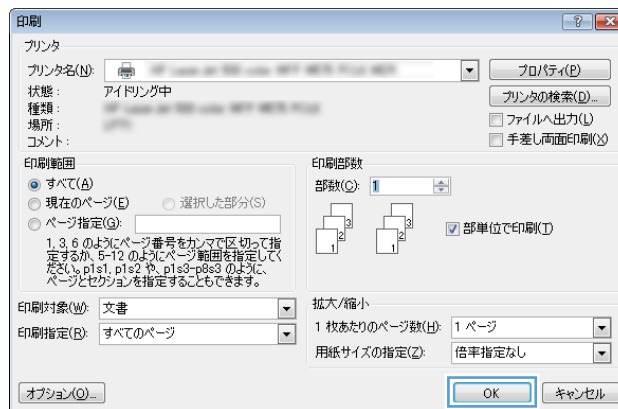 印刷
プリンタ
プリンタ名(N):
プロパティ(P)
状態：
アイドリング中
プリンタの検索(D)...
種類：
場所：
ファイルへ出力(L)
コメント：
手差し両面印刷(X)
印刷範囲
すべて(A)
現在のページ(E)
選択した部分(S)
ページ指定(G):
1, 3, 6 のようにページ番号をカンマで区切って指
定するか、5-12 のようにページ範囲を指定してく
ださい。p1s1, p1s2 や、p1s3-p8s3 のように、
ページとセクションを指定することもできます。
印刷部数
部数(C):
1
1
2
3
1
2
3
部単位で印刷(T)
印刷対象(W):
文書
印刷指定(R):
すべてのページ
拡大/縮小
1 枚あたりのページ数(H):
1 ページ
用紙サイズの指定(Z):
倍率指定なし
オプション(O)...
OK
キャンセル